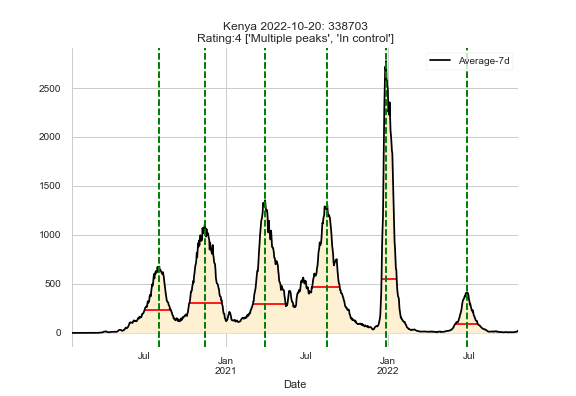 Kenya 2022-10-20: 338703
Rating:4 ['Multiple peaks', 'In control']
Average-7d
2500
2000
1500
1000
500
0
Jul
Jan
2021
Jul
Jan
2022
Jul
Date